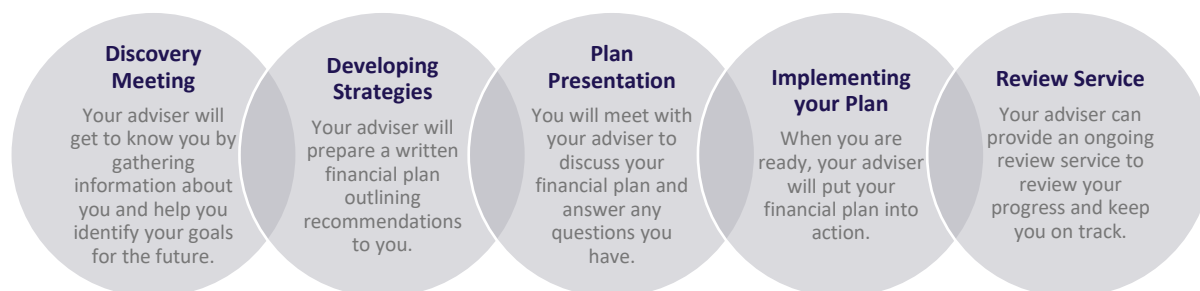 Discovery
Meeting
Your adviser will
get to know you by
gathering
information about
you and help you
identify your goals
for the future.
Developing
Strategies
Your adviser will
prepare a written
financial plan
outlining
recommendations
to you.
Plan
Presentation
You will meet with
your adviser to
discuss your
financial plan and
answer any
questions you
have.
Implementing
your Plan
When you are
ready, your adviser
will put your
financial plan into
action.
Review Service
Your adviser can
provide an ongoing
review service to
review your
progress and keep
you on track.